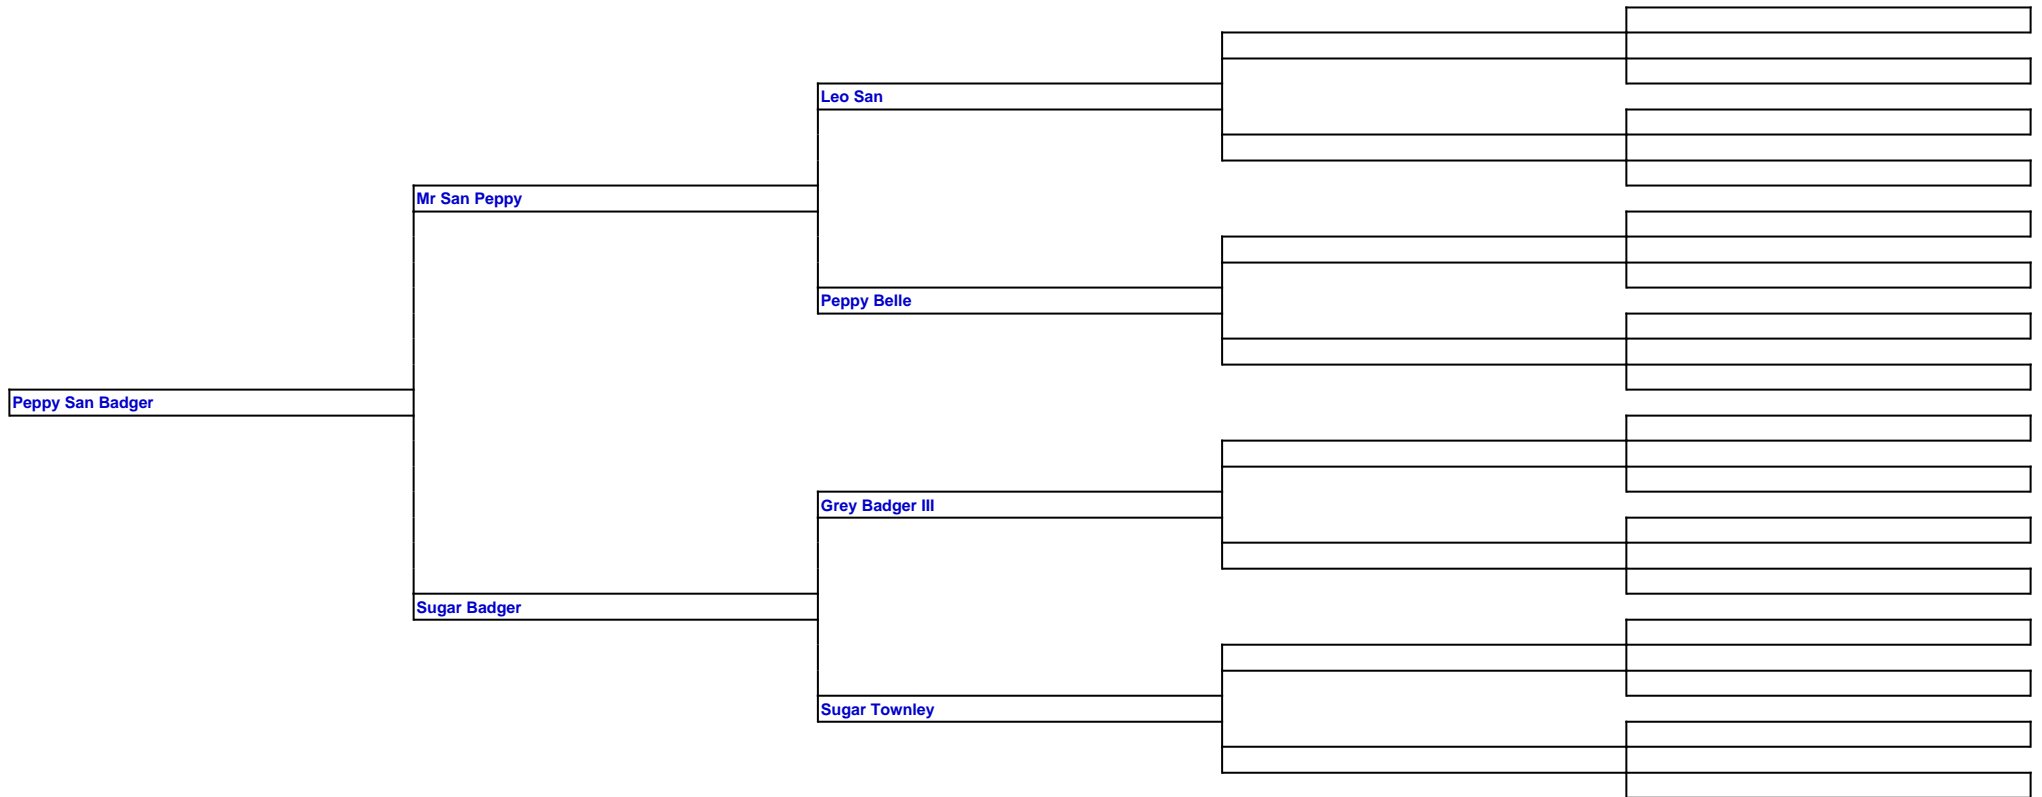 Leo San
Mr San Peppy
Peppy Belle
Peppy San Badger
Grey Badger III
Sugar Badger
Sugar Townley